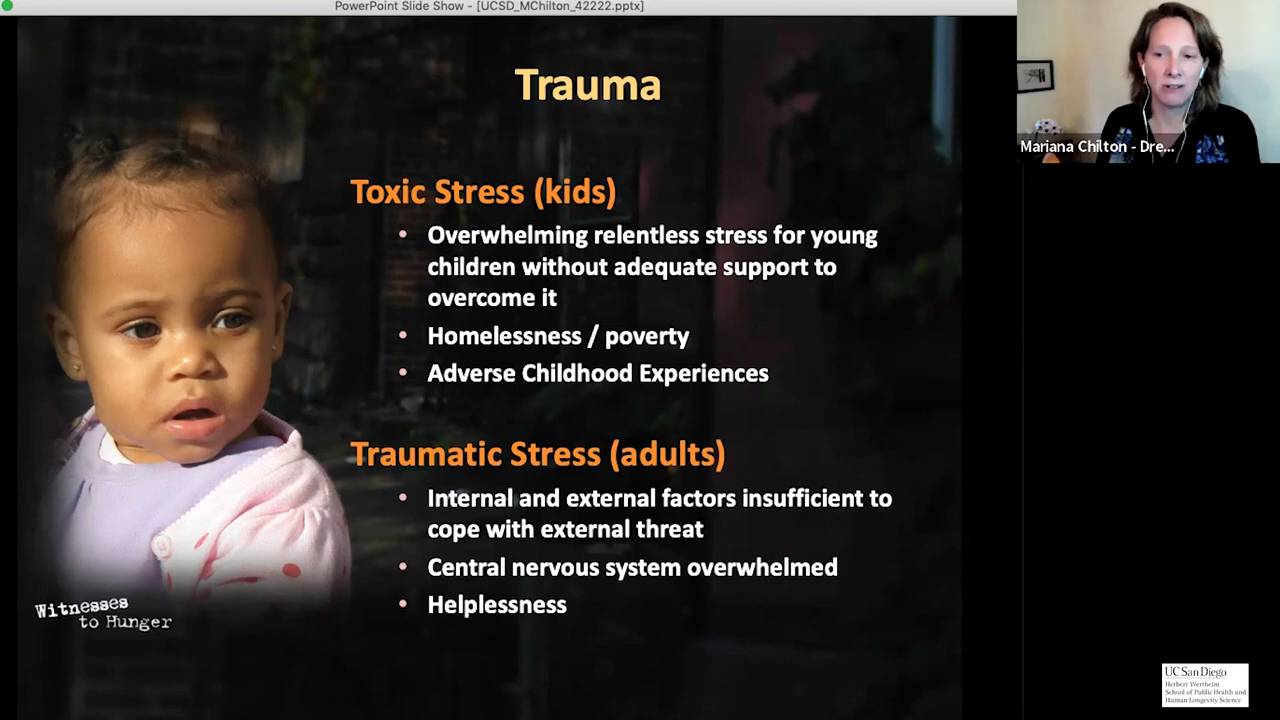 PowerPoint Slide Show - [UCSD_MChilton_42222.pptx]
Trauma
Toxic Stress (kids)
• Overwhelming relentless stress for young
children without adequate support to
overcome it
• Homelessness / poverty
• Adverse Childhood Experiences
Traumatic Stress (adults)
• Internal and external factors insufficient to
cope with external threat
• Central nervous system overwhelmed
• Helplessness
Witnesses
to Hunger
Mariana Chilton - Dre...
UC San Diego
Herbert Wertheim
School of Public Health and
Human Longevity Science